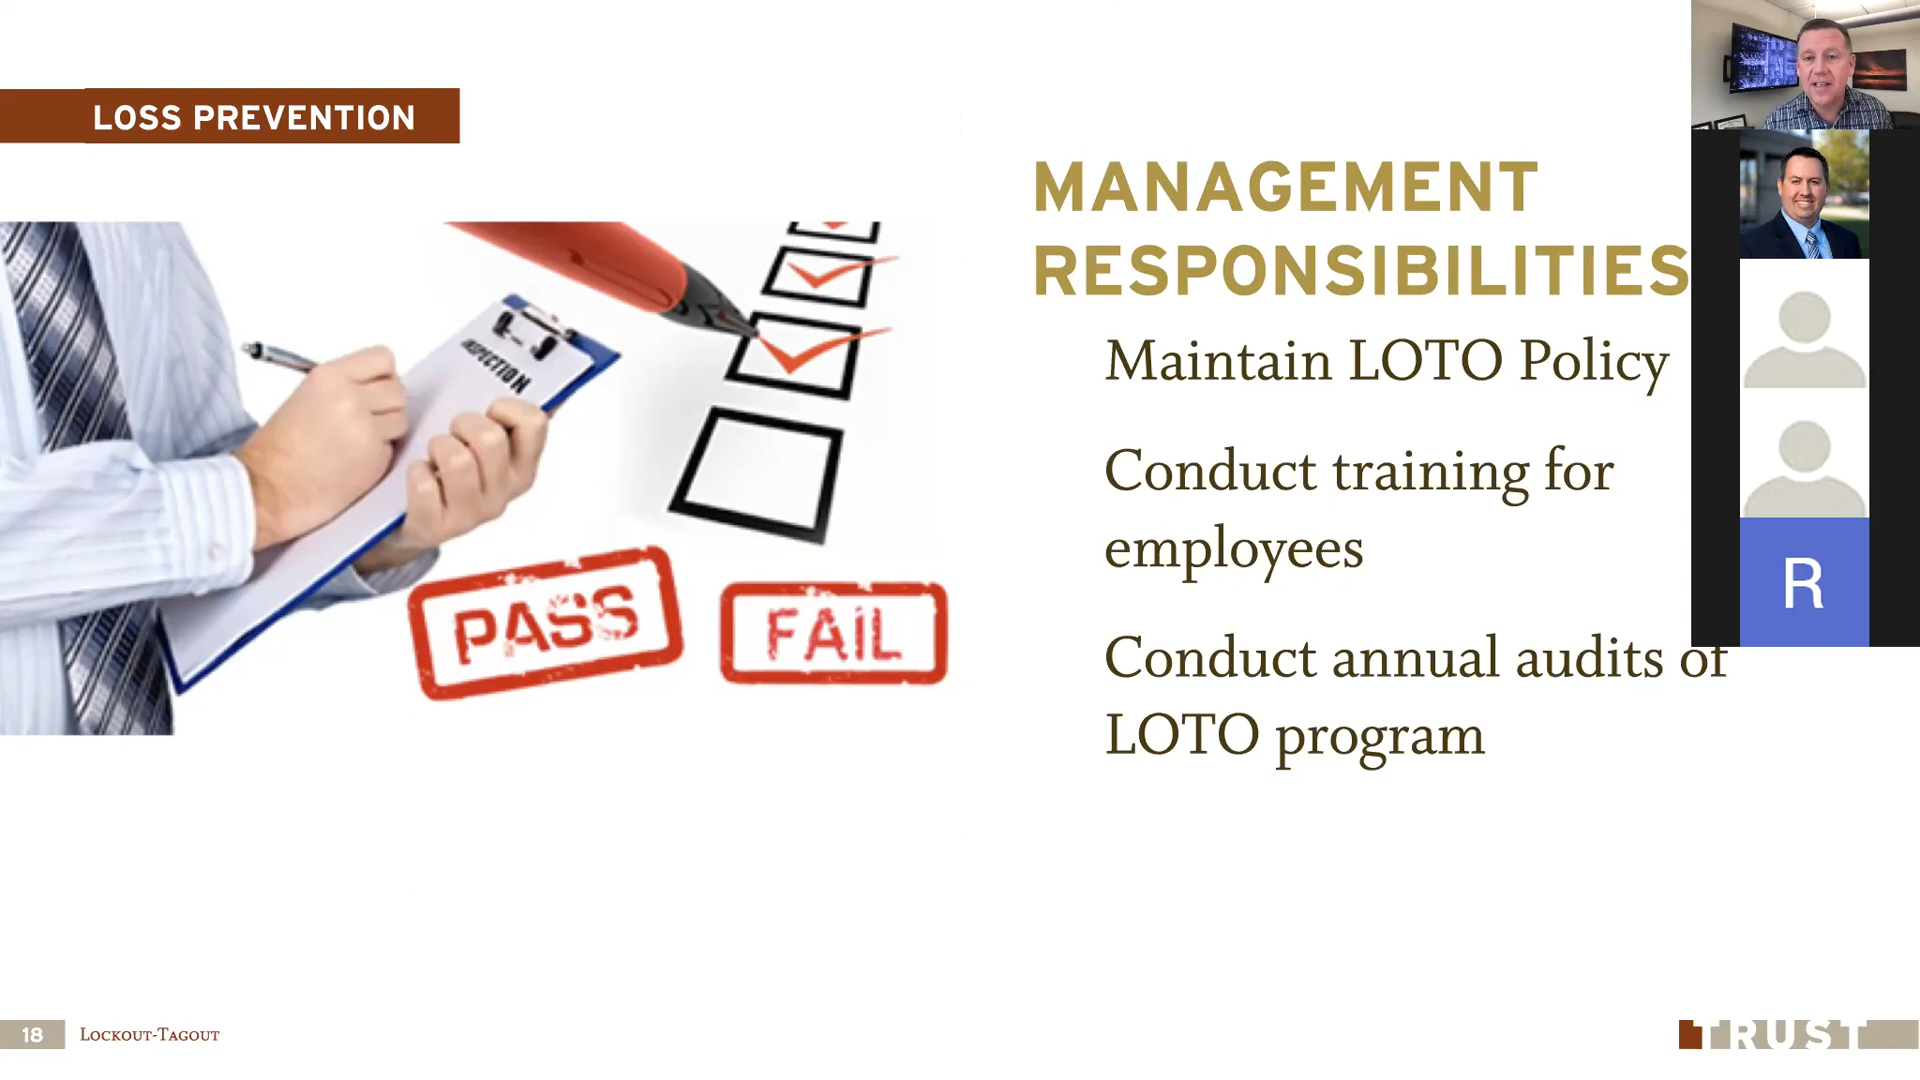 LOSS PREVENTION
MANAGEMENT
RESPONSIBILITIES
Maintain LOTO Policy
Conduct training for
employees
Conduct annual audits of
LOTO program
INSPECTION
PASS
FAIL
R
18
LOCKOUT-TAGOUT
TRUST